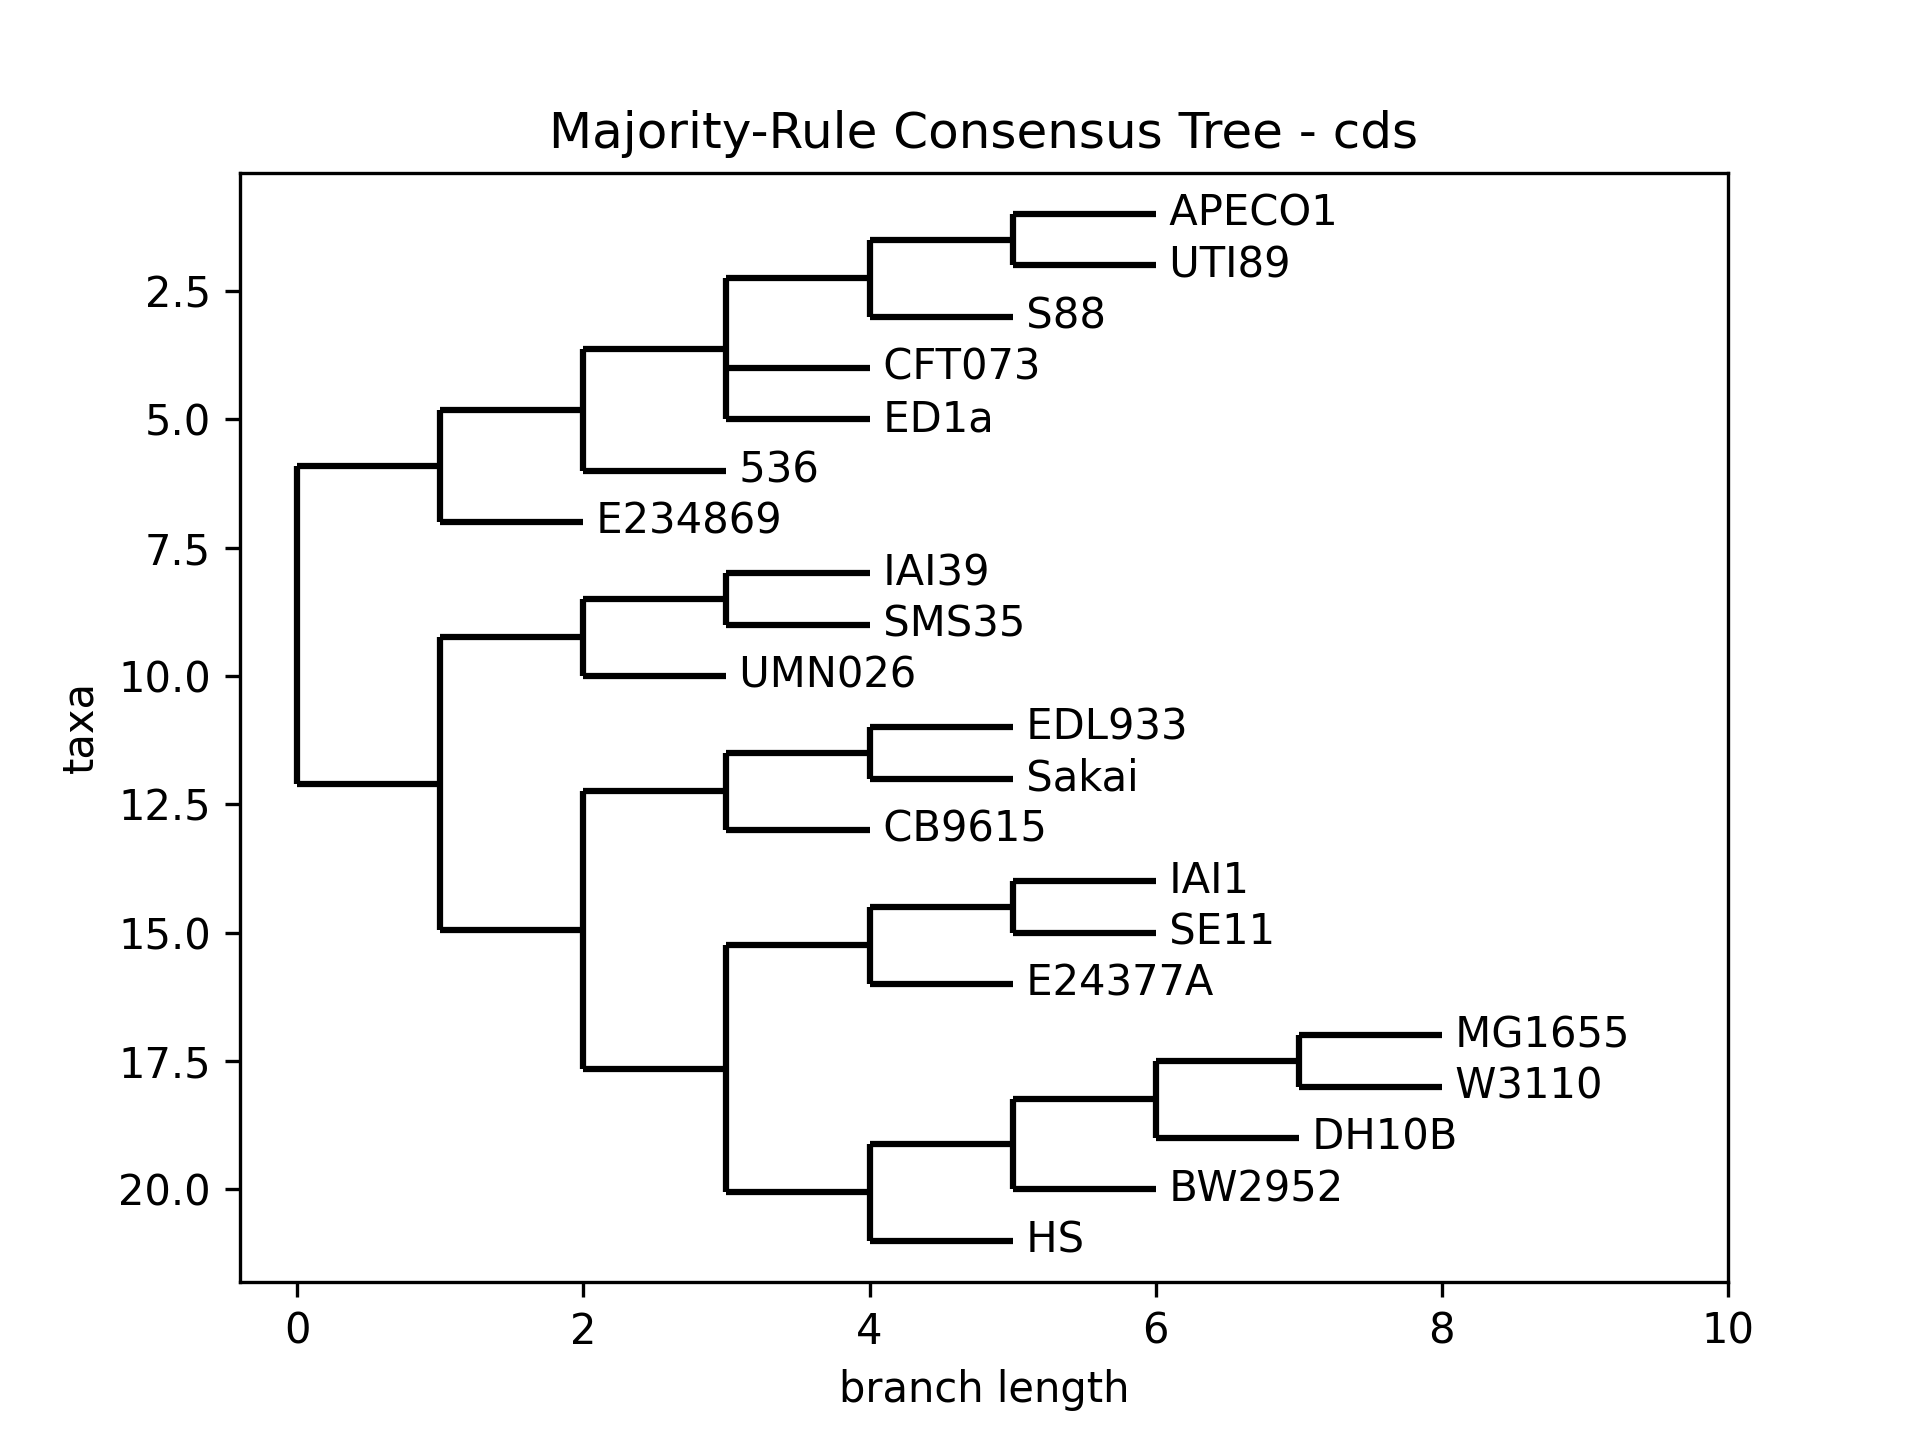 Majority-Rule Consensus Tree - cds
APECO1
UTI89
2.5
S88
CFT073
5.0
ED1a
536
E234869
7.5
IAI39
SMS35
10.0
UMN026
taxa
EDL933
Sakai
12.5
CB9615
IAI1
15.0
SE11
E24377A
MG1655
17.5
W3110
DH10B
20.0
BW2952
HS
0 2 4 6 8 10
branch length